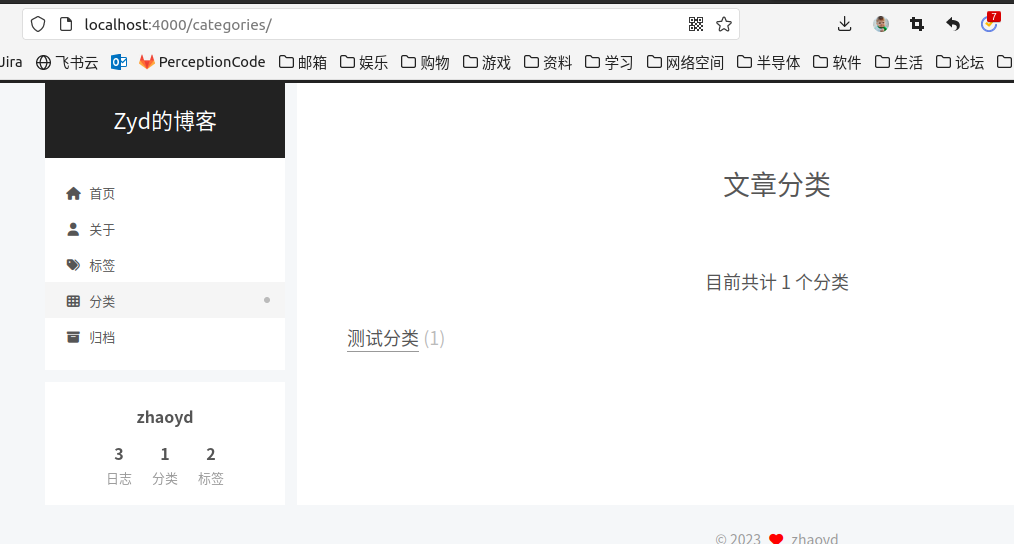 localhost:4000/categories/
7
Jira 飞书云 PerceptionCode 邮箱 娱乐 购物 游戏 资料 学习 网络空间 半导体 软件 生活 论坛
Zyd的博客
首页
关于
标签
分类
归档
zhaoyd
3 1 2
日志 分类 标签
文章分类
目前共计 1 个分类
测试分类 (1)
© 2023 zhaoyd